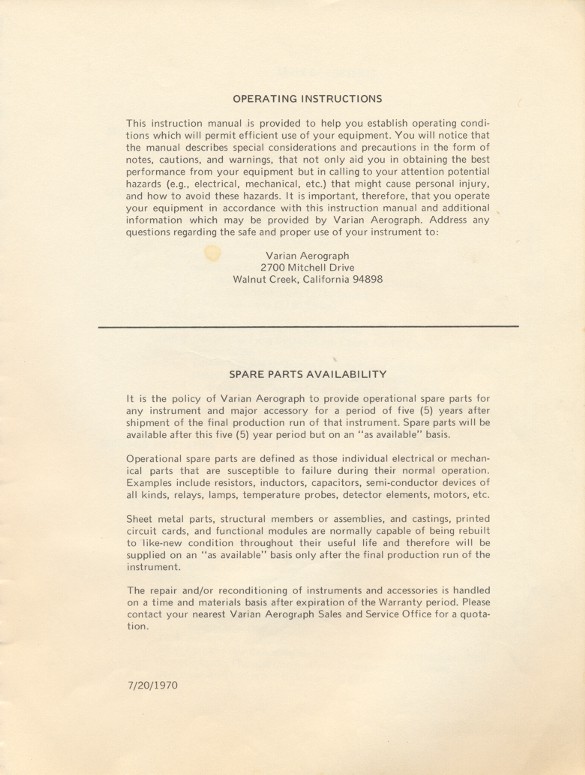 OPERATING INSTRUCTIONS
This instruction manual is provided to help you establish operating condi-
tions which will permit efficient use of your equipment. You will notice that
the manual describes special considerations and precautions in the form of
notes, cautions, and warnings, that not only aid you in obtaining the best
performance from your equipment but in calling to your attention potential
hazards (e.g., electrical, mechanical, etc.) that might cause personal injury,
and how to avoid these hazards. It is important, therefore, that you operate
your equipment in accordance with this instruction manual and additional
information which may be provided by Varian Aerograph. Address any
questions regarding the safe and proper use of your instrument to:
Varian Aerograph
2700 Mitchell Drive
Walnut Creek, California 94898
SPARE PARTS AVAILABILITY
It is the policy of Varian Aerograph to provide operational spare parts for
any instrument and major accessory for a period of five (5) years after
shipment of the final production run of that instrument. Spare parts will be
available after this five (5) year period but on an "as available" basis.
Operational spare parts are defined as those individual electrical or mechan-
ical parts that are susceptible to failure during their normal operation.
Examples include resistors, inductors, capacitors, semi-conductor devices of
all kinds, relays, lamps, temperature probes, detector elements, motors, etc.
Sheet metal parts, structural members or assemblies, and castings, printed
circuit cards, and functional modules are normally capable of being rebuilt
to like-new condition throughout their useful life and therefore will be
supplied on an "as available" basis only after the final production run of the
instrument.
The repair and/or reconditioning of instruments and accessories is handled
on a time and materials basis after expiration of the Warranty period. Please
contact your nearest Varian Aerograph Sales and Service Office for a quota-
tion.
7/20/1970